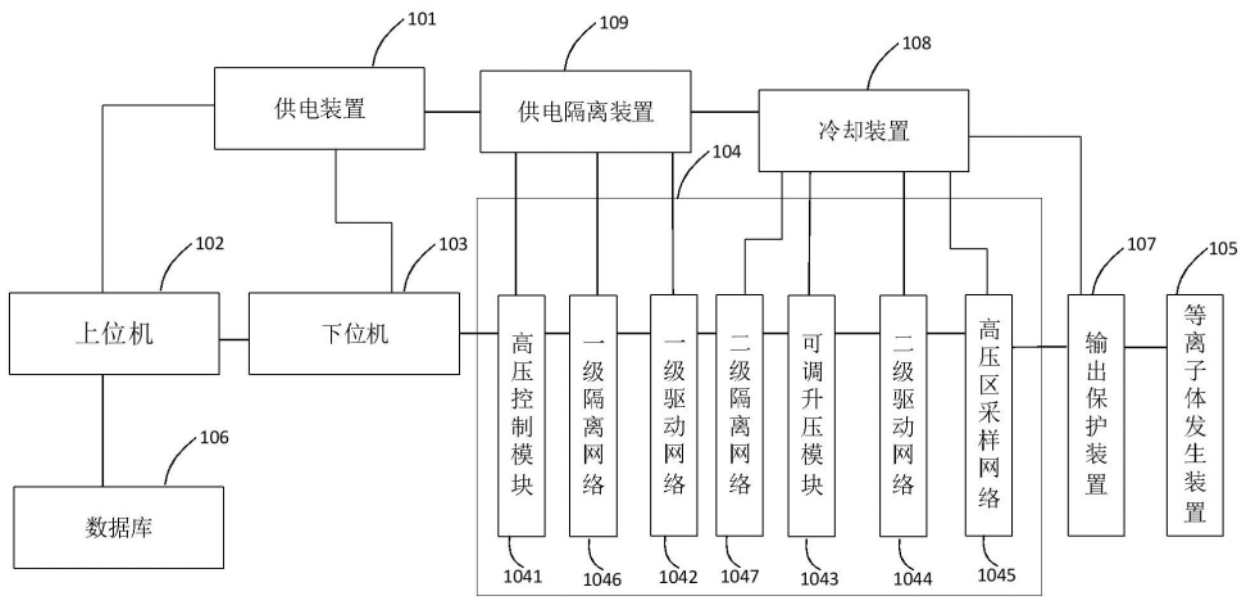 101
109
108
供电装置
供电隔离装置
冷却装置
104
102
103
107
105
上位机
下位机
高压控制模块
一级隔离网络
一级驱动网络
二级隔离网络
可调升压模块
二级驱动网络
高压区采样网络
输出保护装置
等离子体发生装置
106
数据库
1041
1046
1042
1047
1043
1044
1045